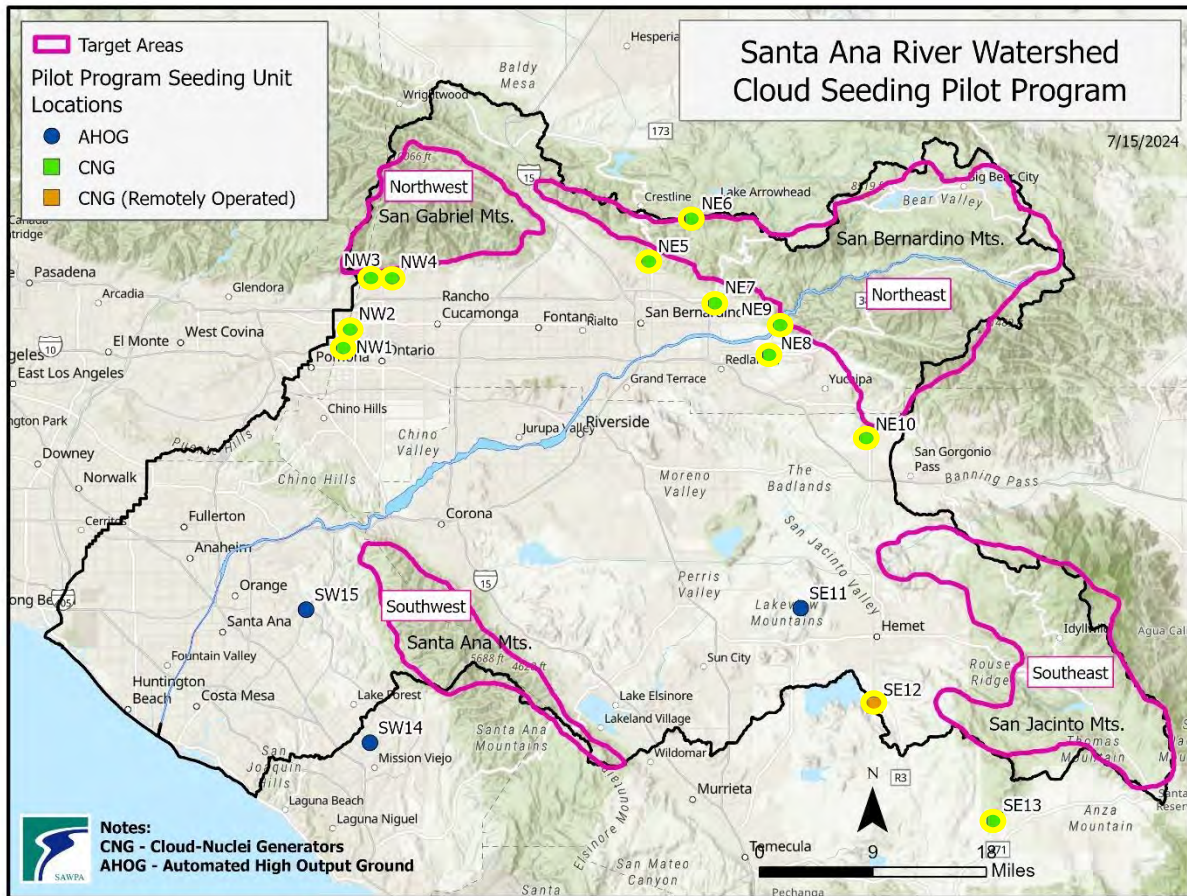 Santa Ana River Watershed
Cloud Seeding Pilot Program
7/15/2024
Target Areas
Pilot Program Seeding Unit
Locations
AHOG
CNG
CNG (Remotely Operated)
Hesperia
Baldy
Mesa
Wrightwood
173
15
Northwest
San Gabriel Mts.
Crestline
Lake Arrowhead
Big Bear City
Bear Valley
San Bernardino Mts.
Northeast
NE6
NE5
NE7
NE9
NE8
NE10
NW3
NW4
NW2
NW1
Pasadena
Arcadia
Glendora
El Monte
West Covina
10
East Los Angeles
Pomona
Ontario
Rancho
Cucamonga
Fontana
Rialto
San Bernardino
Grand Terrace
Yucaipa
Chino Hills
Chino
Valley
Jurupa Valley
Riverside
Moreno
Valley
The
Badlands
San Gorgonio
Pass
Banning Pass
Downey
Norwalk
Cerritos
Fullerton
Anaheim
Chino Hills
Corona
Orange
Santa Ana
SW15
Southwest
Santa Ana Mts.
15
Perris
Valley
San Jacinto Valley
SE11
Lakeview
Mountains
Hemet
Rouse
Ridge
Southeast
San Jacinto Mts.
Fountain Valley
Huntington
Beach
Costa Mesa
Lake Forest
SW14
Mission Viejo
San
Joaquin
Hills
Laguna Beach
Laguna Niguel
Santa Ana
Mountains
Lake Elsinore
Lakeland Village
Wildomar
Sun City
SE12
Thomas
Mountain
Murrieta
R3
N
SE13
Anza
Mountain
Temecula
San Mateo
Canyon
Pechanga
0
9
18
Miles
SAWPA
Notes:
CNG - Cloud-Nuclei Generators
AHOG - Automated High Output Ground